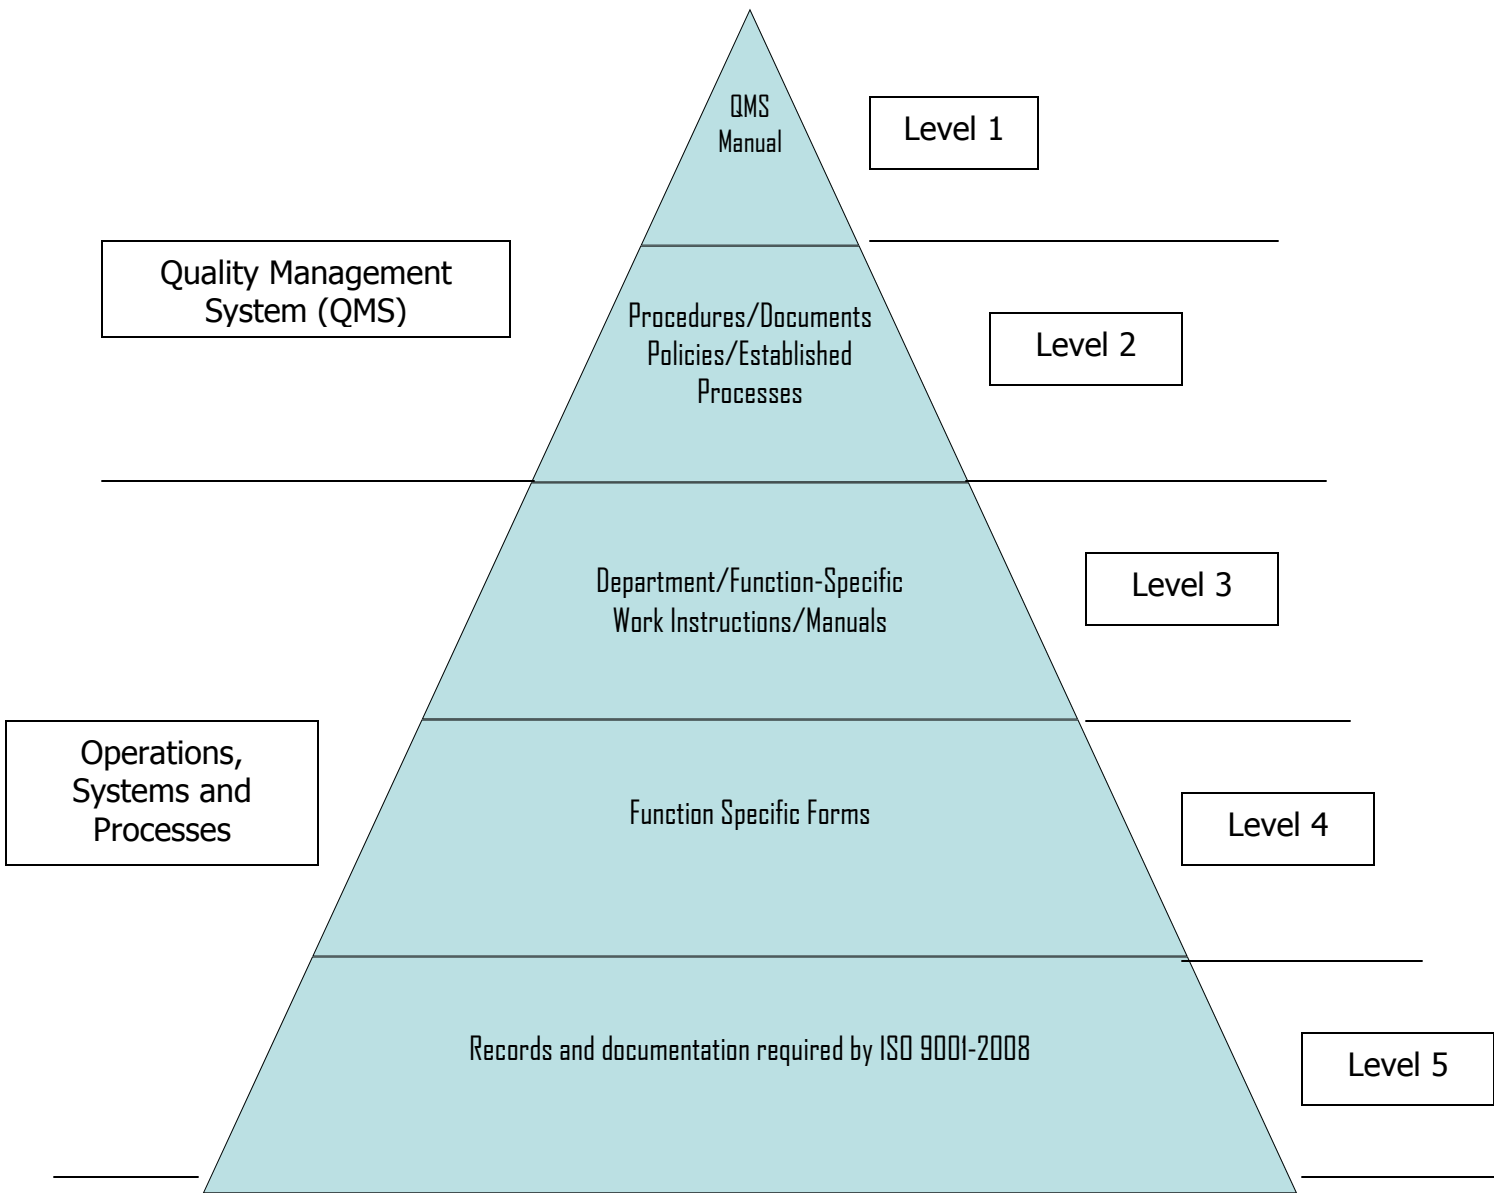 QMS
Manual
Level 1
Quality Management
System (QMS)
Procedures/Documents
Policies/Established
Processes
Level 2
Department/Function-Specific
Work Instructions/Manuals
Level 3
Operations,
Systems and
Processes
Function Specific Forms
Level 4
Records and documentation required by ISO 9001-2008
Level 5